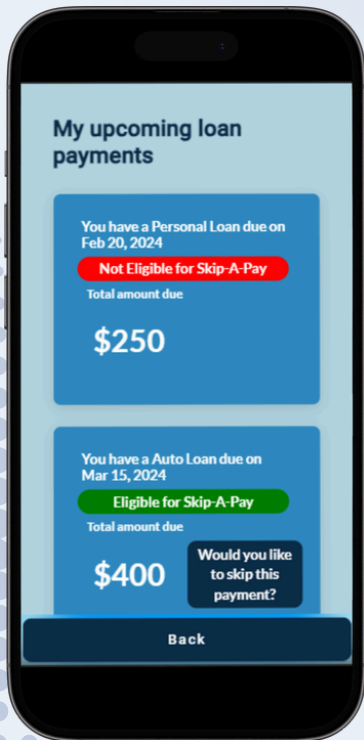 My upcoming loan
payments
You have a Personal Loan due on
Feb 20, 2024
Not Eligible for Skip-A-Pay
Total amount due
$250
You have a Auto Loan due on
Mar 15, 2024
Eligible for Skip-A-Pay
Total amount due
$400
Would you like
to skip this
payment?
Back